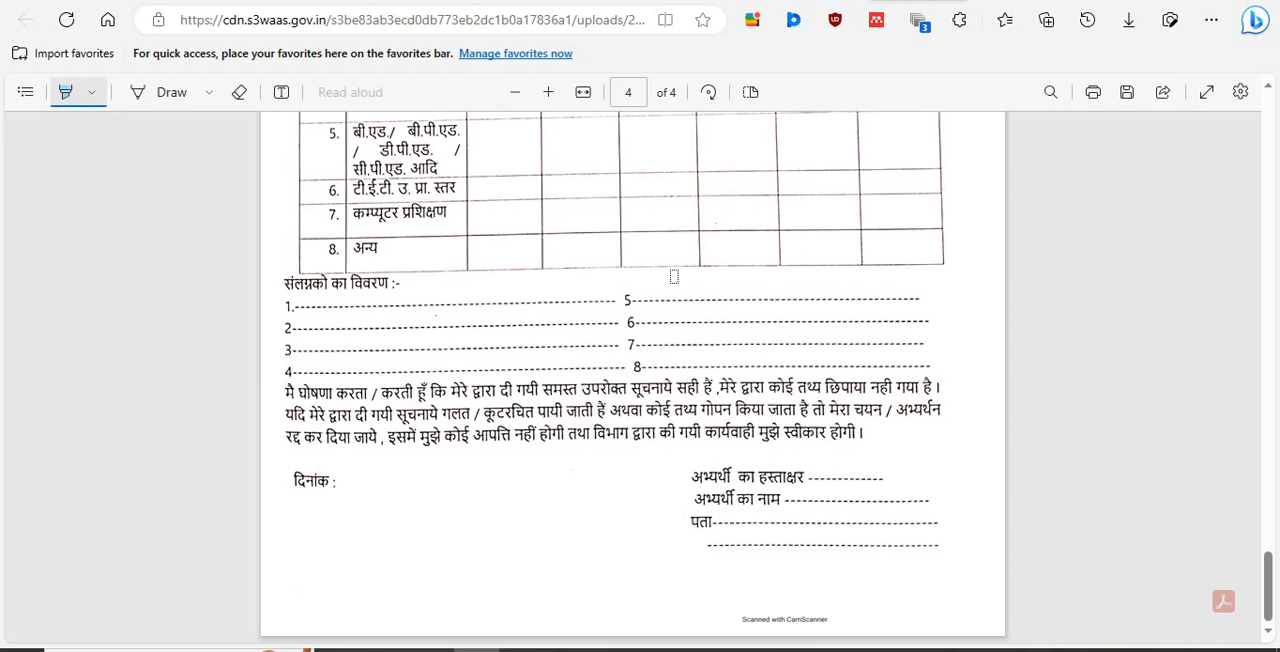 https://cdn.s3waas.gov.in/s3be83ab3ecd0db773eb2dc1b0a17836a1/uploads/2...
3
Import favorites
For quick access, place your favorites here on the favorites bar. Manage favorites now
Draw
Read aloud
4 of 4
5. बी.एड./ बी.पी.एड.
/ डी.पी.एड. /
सी.पी.एड. आदि
6. टी.ई.टी. उ. प्रा. स्तर
7. कम्प्यूटर प्रशिक्षण
8. अन्य
संलग्नको का विवरण :-
1.------------------------------------------------ 5------------------------------------------
2------------------------------------------------- 6-------------------------------------------
3------------------------------------------------- 7------------------------------------------
4-------------------------------------------------- 8------------------------------------------
मै घोषणा करता / करती हूँ कि मेरे द्वारा दी गयी समस्त उपरोक्त सूचनाये सही हैं ,मेरे द्वारा कोई तथ्य छिपाया नही गया है ।
यदि मेरे द्वारा दी गयी सूचनाये गलत / कूटरचित पायी जाती हैं अथवा कोई तथ्य गोपन किया जाता है तो मेरा चयन / अभ्यर्थन
रद्द कर दिया जाये , इसमें मुझे कोई आपत्ति नहीं होगी तथा विभाग द्वारा की गयी कार्यवाही मुझे स्वीकार होगी ।
दिनांक :
अभ्यर्थी का हस्ताक्षर -------------
अभ्यर्थी का नाम -------------------------
पता----------------------------------------
----------------------------------------
Scanned with CamScanner